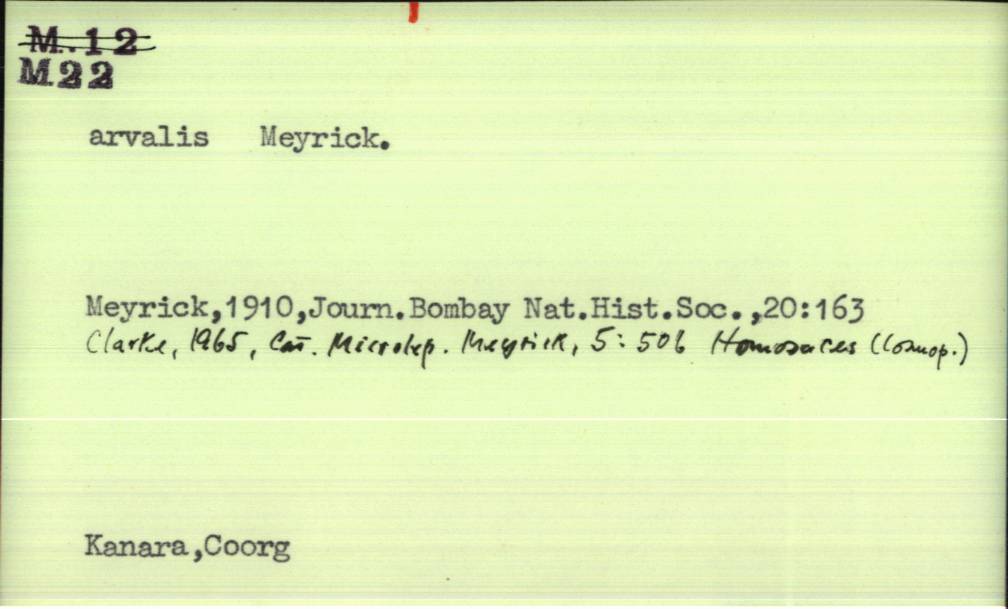 M.12
M.22
arvalis Meyrick.
Meyrick,1910,Journ.Bombay Nat.Hist.Soc.,20:163
Clarke, 1965, Cat. Microlep. Meyrick, 5: 506 Homosaces (Cosmop.)
Kanara,Coorg